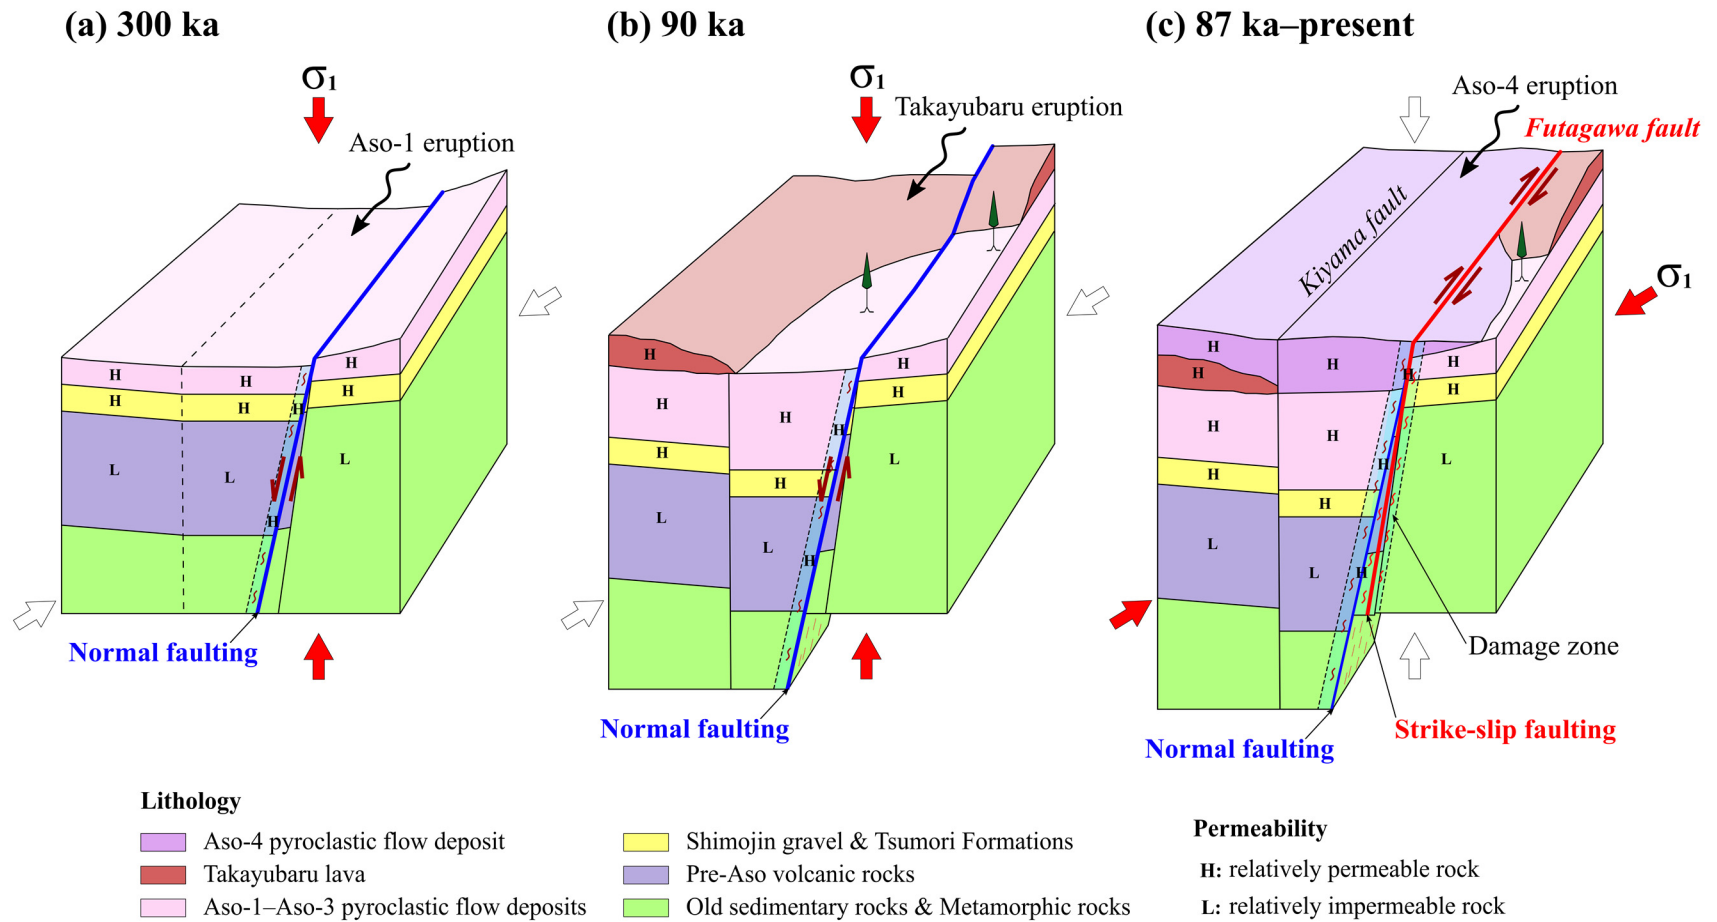 (a) 300 ka
(b) 90 ka
(c) 87 ka–present
σ1
Aso-1 eruption
H
H
H
H
H
H
H
L
L
L
H
Normal faulting
σ1
Takayubaru eruption
H
H
H
H
H
H
H
H
L
L
L
H
Normal faulting
Aso-4 eruption
Futagawa fault
Kiyama fault
σ1
H
H
H
H
H
H
H
H
H
H
H
L
L
L
H
Damage zone
Strike-slip faulting
Normal faulting
Lithology
Aso-4 pyroclastic flow deposit
Takayubaru lava
Aso-1–Aso-3 pyroclastic flow deposits
Shimojin gravel & Tsumori Formations
Pre-Aso volcanic rocks
Old sedimentary rocks & Metamorphic rocks
Permeability
H: relatively permeable rock
L: relatively impermeable rock